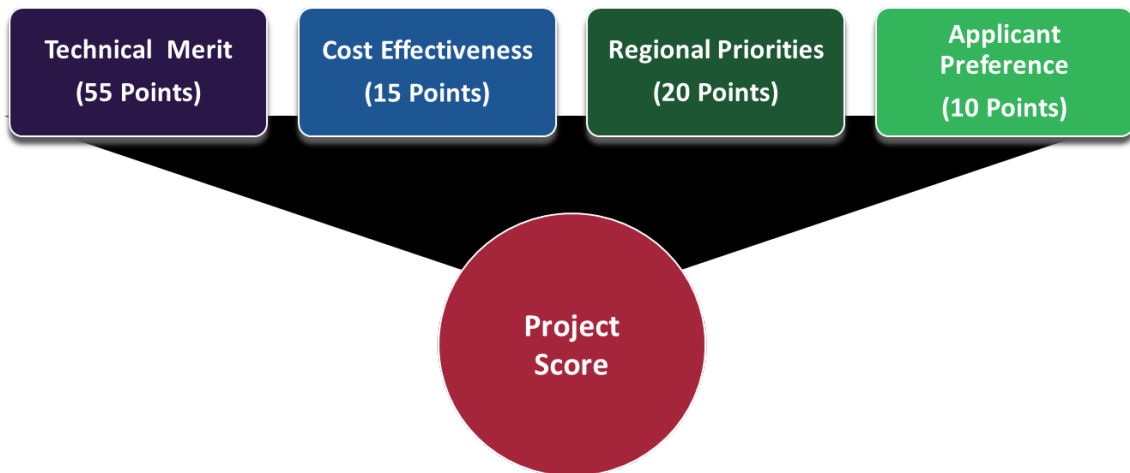 Technical Merit
(55 Points)
Cost Effectiveness
(15 Points)
Regional Priorities
(20 Points)
Applicant
Preference
(10 Points)
Project
Score